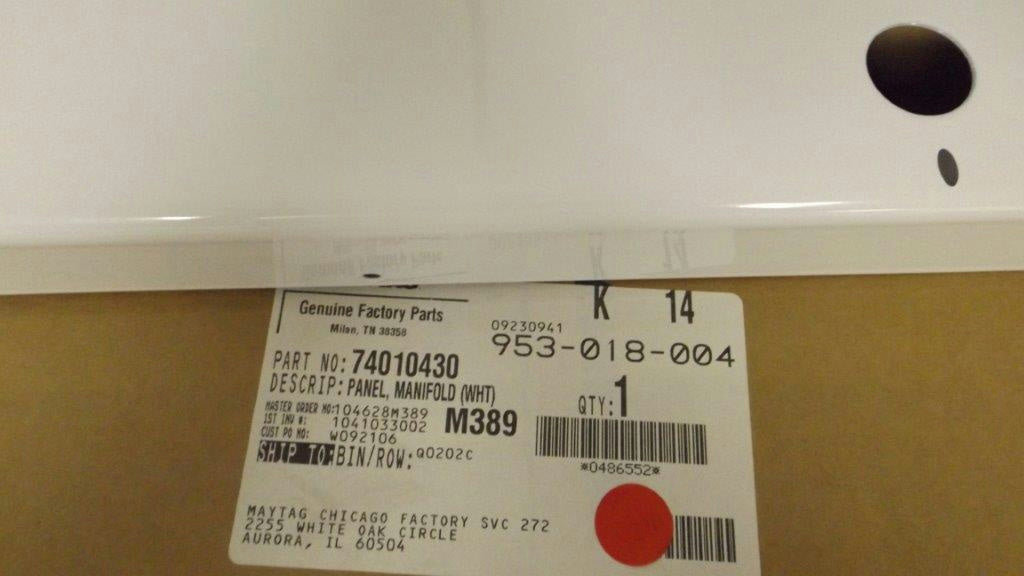 K 14
Genuine Factory Parts
Milan, TN 38358
09230941
953-018-004
PART NO: 74010430
DESCRIP: PANEL, MANIFOLD (WHT)
QTY: 1
MASTER ORDER NO: 104628M389
1ST INV #: 1041033002
M389
CUST PO NO: W092106
SHIP TO: BIN/ROW: Q0202C
*0486552*
MAYTAG CHICAGO FACTORY SVC 272
2255 WHITE OAK CIRCLE
AURORA, IL 60504